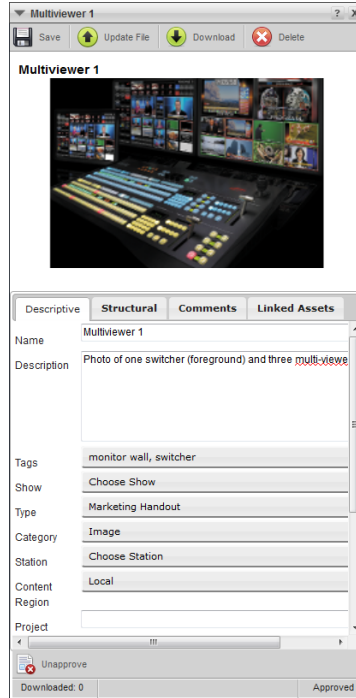 Multiviewer 1
? 
Save Update File Download Delete
Multiviewer 1
Descriptive Structural Comments Linked Assets
Name Multiviewer 1
Description Photo of one switcher (foreground) and three multi-viewe
Tags monitor wall, switcher
Show Choose Show
Type Marketing Handout
Category Image
Station Choose Station
Content Local
Region
Project
Unapprove
Downloaded: 0 Approved